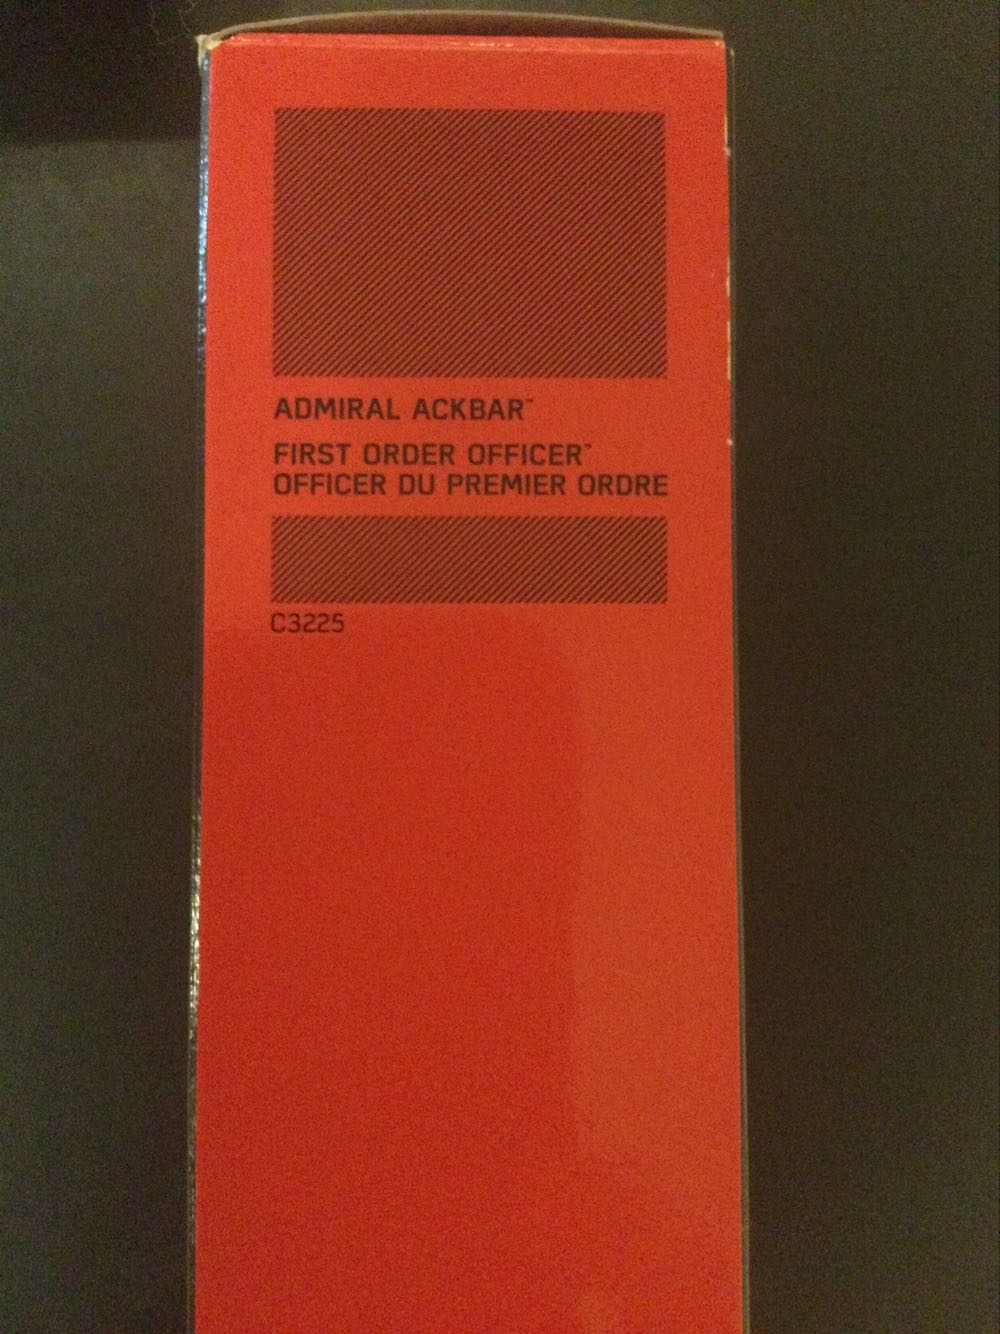 ADMIRAL ACKBAR™
FIRST ORDER OFFICER™
OFFICER DU PREMIER ORDRE
C3225